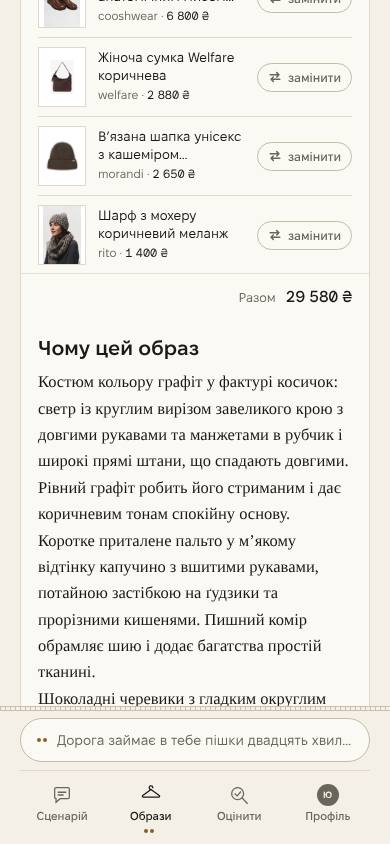 cooshwear · 6 800 ₴
замінити
Жіноча сумка Welfare
коричнева
welfare · 2 880 ₴
замінити
В’язана шапка унісекс
з кашеміром…
morandi · 2 650 ₴
замінити
Шарф з мохеру
коричневий меланж
rito · 1 400 ₴
замінити
Разом 29 580 ₴
Чому цей образ
Костюм кольору графіт у фактурі косичок:
светр із круглим вирізом завеликого крою з
довгими рукавами та манжетами в рубчик і
широкі прямі штани, що спадають довгими.
Рівний графіт робить його стриманим і дає
коричневим тонам спокійну основу.
Коротке приталене пальто у м’якому
відтінку капучино з вшитими рукавами,
потайною застібкою на ґудзики та
прорізними кишенями. Пишний комір
обрамляє шию і додає багатства простій
тканині.
Шоколадні черевики з гладким округлим
Дорога займає в тебе пішки двадцять хвил…
Сценарій
Образи
Оцінити
Ю
Профіль